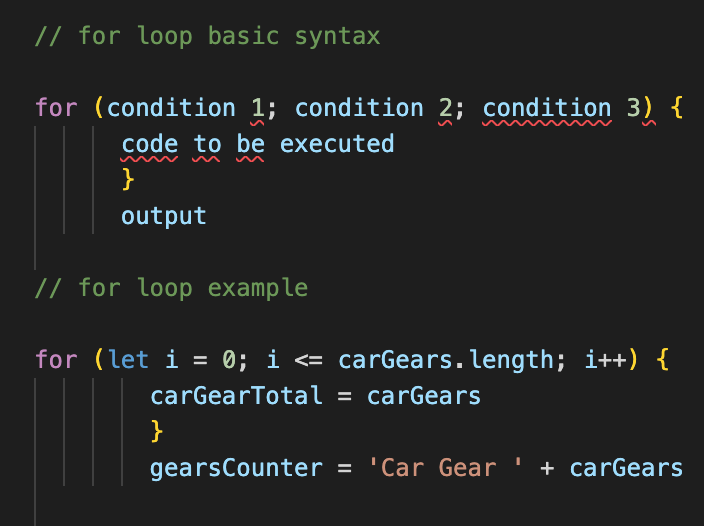 // for loop basic syntax
for (condition 1; condition 2; condition 3) {
code to be executed
}
output
// for loop example
for (let i = 0; i <= carGears.length; i++) {
carGearTotal = carGears
}
gearsCounter = 'Car Gear ' + carGears